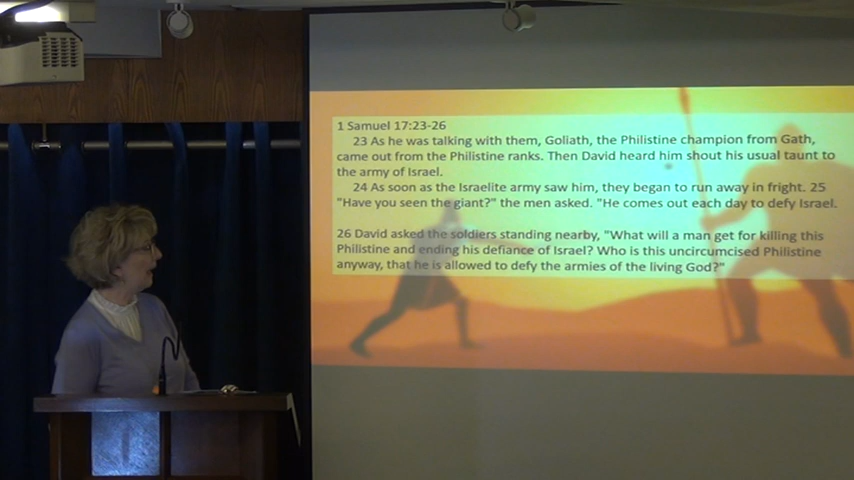 1 Samuel 17:23-26
23 As he was talking with them, Goliath, the Philistine champion from Gath,
came out from the Philistine ranks. Then David heard him shout his usual taunt to
the army of Israel.
24 As soon as the Israelite army saw him, they began to run away in fright. 25
"Have you seen the giant?" the men asked. "He comes out each day to defy Israel.
26 David asked the soldiers standing nearby, "What will a man get for killing this
Philistine and ending his defiance of Israel? Who is this uncircumcised Philistine
anyway, that he is allowed to defy the armies of the living God?"